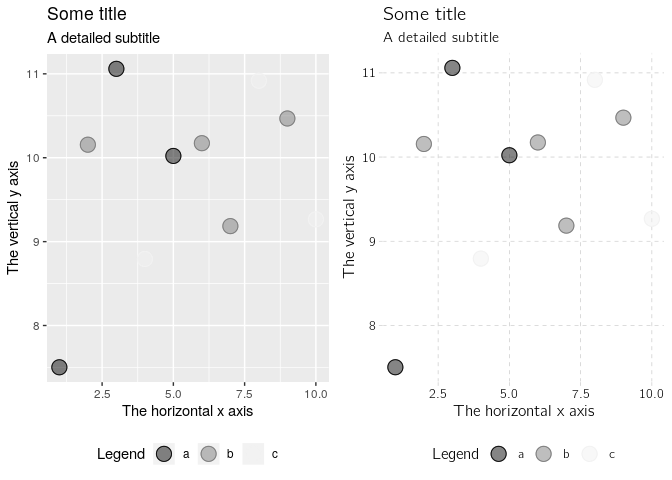 Some title
A detailed subtitle
The vertical y axis
11
10
9
8
2.5 5.0 7.5 10.0
The horizontal x axis
Legend a b c
Some title
A detailed subtitle
The vertical y axis
11
10
9
8
2.5 5.0 7.5 10.0
The horizontal x axis
Legend a b c